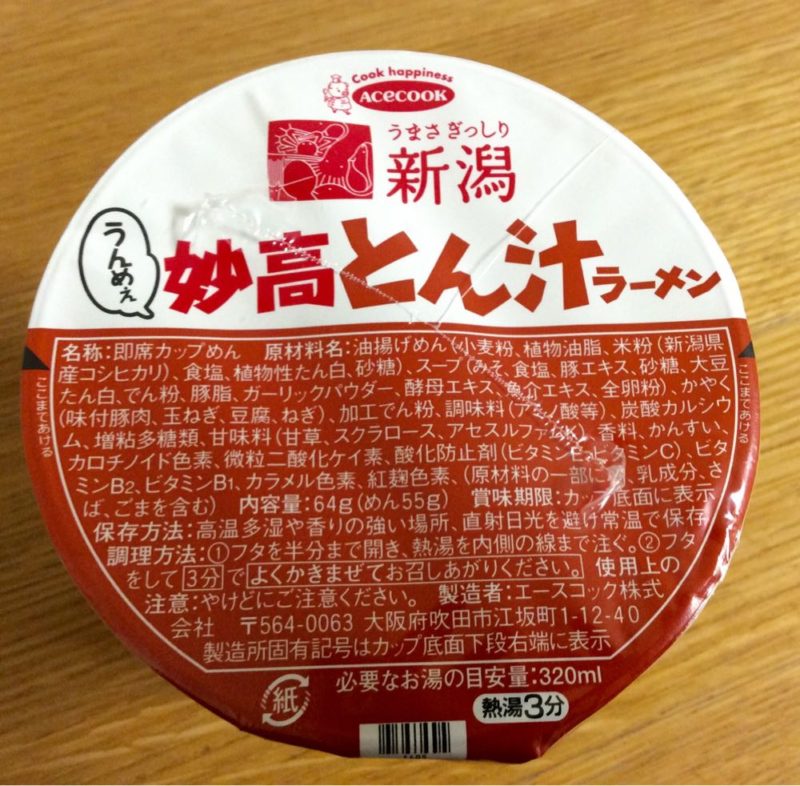 Cook happiness
Acecook
うまさぎっしり
新潟
うんめぇ
妙高とん汁ラーメン
ここまであける
ここまであける
名称:即席カップめん 原材料名:油揚げめん(小麦粉、植物油脂、米粉(新潟県
産コシヒカリ)、食塩、植物性たん白、砂糖)、スープ(みそ、食塩、豚エキス、砂糖、大豆
たん白、でん粉、豚脂、ガーリックパウダー、酵母エキス、魚介エキス、全卵粉)、かやく
(味付豚肉、玉ねぎ、豆腐、ねぎ) 加工でん粉、調味料(アミノ酸等)、炭酸カルシウ
ム、増粘多糖類、甘味料(甘草、スクラロース、アセスルファムK)、香料、かんすい、
カロチノイド色素、微粒二酸化ケイ素、酸化防止剤(ビタミンE、ビタミンC)、ビタ
ミンB2、ビタミンB1、カラメル色素、紅麹色素、(原材料の一部に 、乳成分、さ
ば、ごまを含む) 内容量:64g(めん55g) 賞味期限:カップ底面に表示
保存方法:高温多湿や香りの強い場所、直射日光を避け常温で保存
調理方法:①フタを半分まで開き、熱湯を内側の線まで注ぐ。②フタ
をして3分でよくかきまぜてお召しあがりください。 使用上の
注意:やけどにご注意ください。 製造者:エースコック株式
会社 〒564-0063 大阪府吹田市江坂町1-12-40
製造所固有記号はカップ底面下段右端に表示
必要なお湯の目安量:320ml
紙
熱湯3分